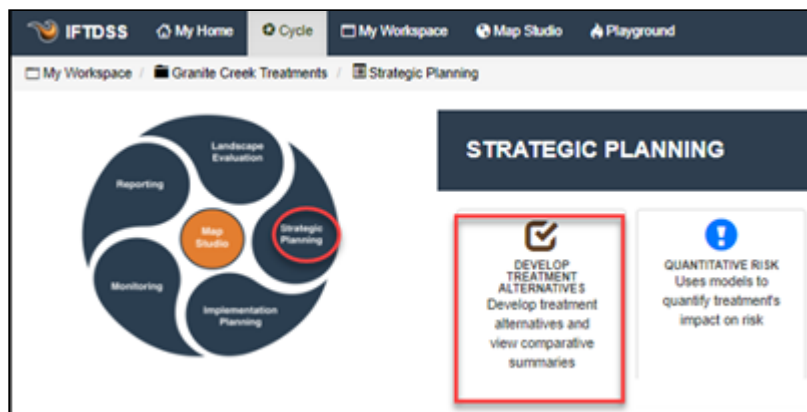 IFTDSS My Home Cycle My Workspace Map Studio Playground
My Workspace / Granite Creek Treatments / Strategic Planning
Landscape
Evaluation
Reporting
Map
Studio
Strategic
Planning
Monitoring
Implementation
Planning
STRATEGIC PLANNING
DEVELOP
TREATMENT
ALTERNATIVES
Develop treatment
alternatives and
view comparative
summaries
QUANTITATIVE RISK
Uses models to
quantify treatment's
impact on risk